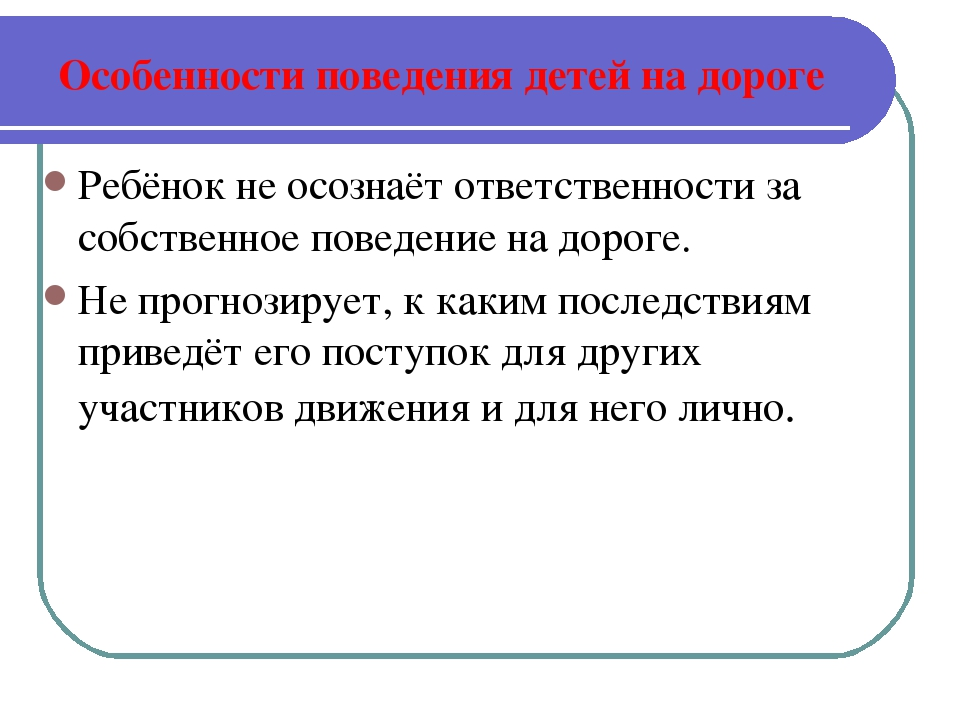 Особенности поведения детей на дороге
Ребёнок не осознаёт ответственности за
собственное поведение на дороге.
Не прогнозирует, к каким последствиям
приведёт его поступок для других
участников движения и для него лично.